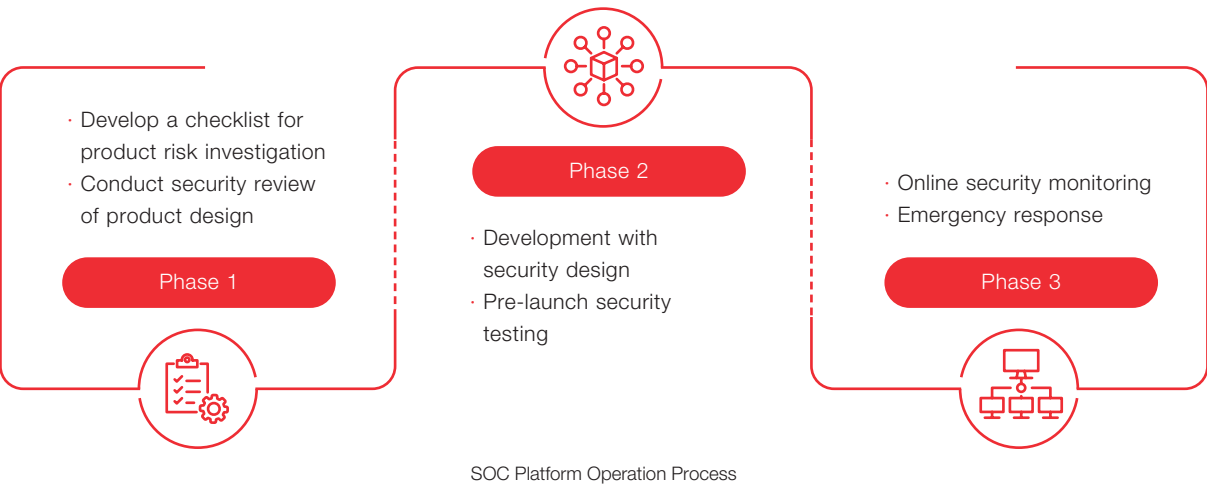 · Develop a checklist for
product risk investigation
· Conduct security review
of product design
Phase 1
Phase 2
· Development with
security design
· Pre-launch security
testing
· Online security monitoring
· Emergency response
Phase 3
SOC Platform Operation Process